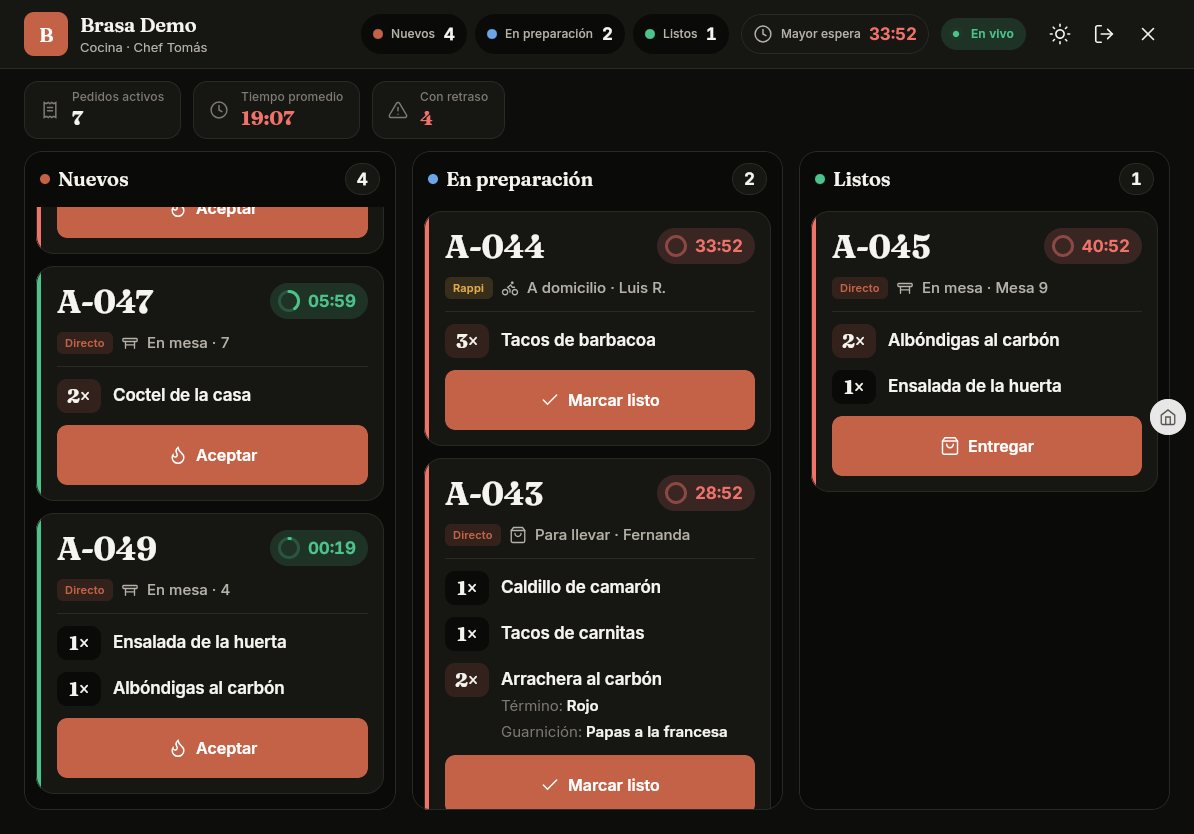 B
Brasa Demo
Cocina · Chef Tomás
Nuevos 4
En preparación 2
Listos 1
Mayor espera 33:52
En vivo
Pedidos activos
7
Tiempo promedio
19:07
Con retraso
4
Nuevos 4
Aceptar
A-047 05:59
Directo En mesa · 7
2× Coctel de la casa
Aceptar
A-049 00:19
Directo En mesa · 4
1× Ensalada de la huerta
1× Albóndigas al carbón
Aceptar
En preparación 2
A-044 33:52
Rappi A domicilio · Luis R.
3× Tacos de barbacoa
Marcar listo
A-043 28:52
Directo Para llevar · Fernanda
1× Caldillo de camarón
1× Tacos de carnitas
2× Arrachera al carbón
Término: Rojo
Guarnición: Papas a la francesa
Marcar listo
Listos 1
A-045 40:52
Directo En mesa · Mesa 9
2× Albóndigas al carbón
1× Ensalada de la huerta
Entregar